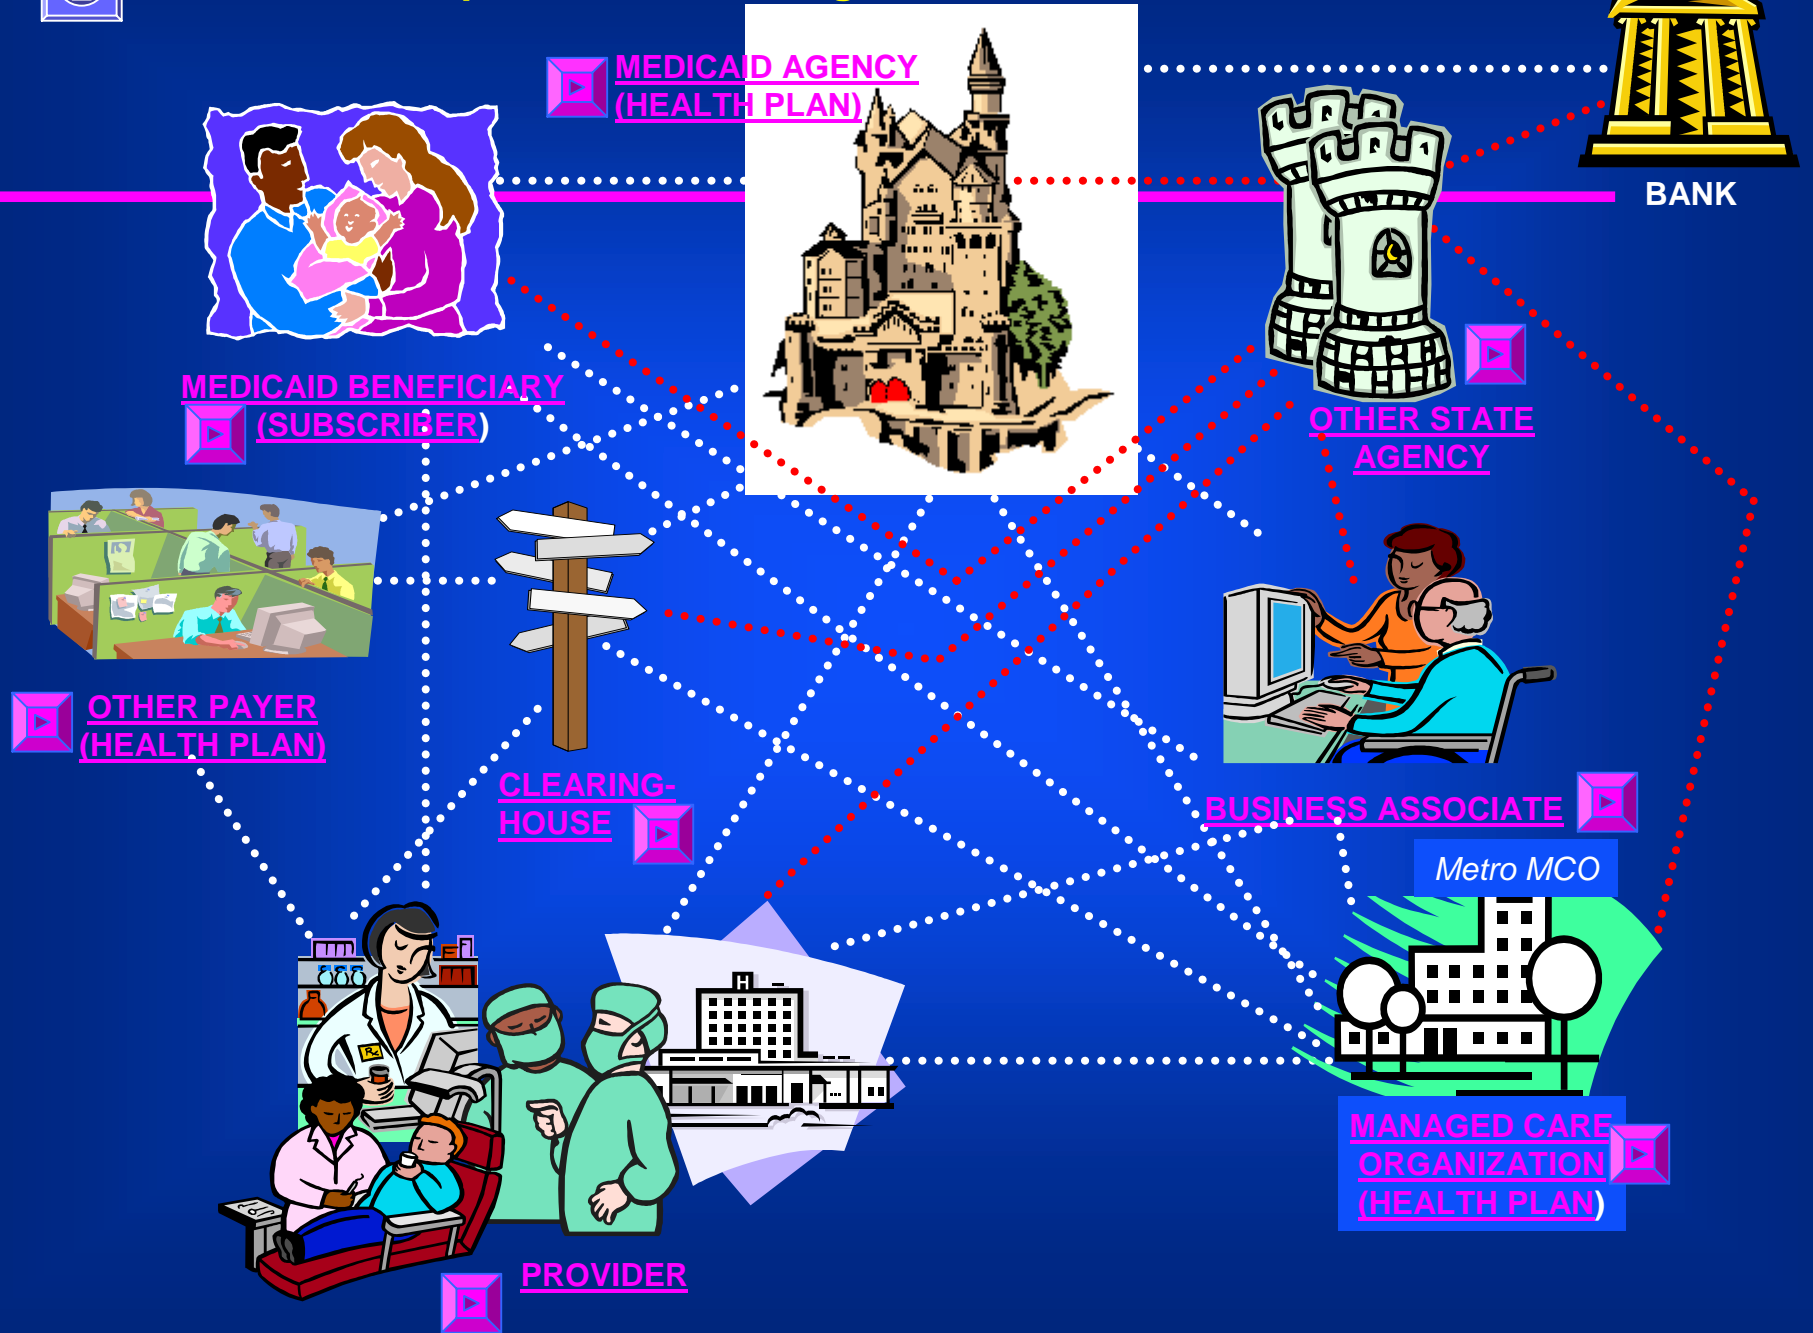 MEDICAID AGENCY
(HEALTH PLAN)
BANK
MEDICAID BENEFICIARY
(SUBSCRIBER)
OTHER STATE
AGENCY
OTHER PAYER
(HEALTH PLAN)
CLEARING-
HOUSE
BUSINESS ASSOCIATE
Metro MCO
H
Rx
MANAGED CARE
ORGANIZATION
(HEALTH PLAN)
PROVIDER